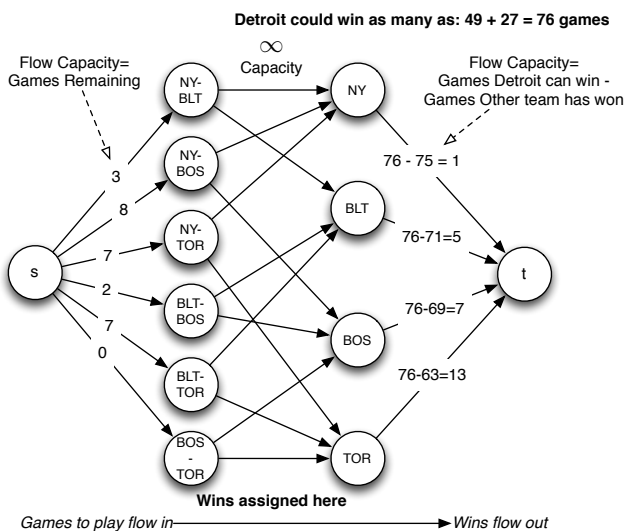 Detroit could win as many as: 49 + 27 = 76 games
∞
Capacity
Flow Capacity=
Games Remaining
Flow Capacity=
Games Detroit can win -
Games Other team has won
NY-
BLT
NY
3
76 - 75 = 1
NY-
BOS
8
BLT
NY-
TOR
7
76-71=5
s
t
2
BLT-
BOS
76-69=7
7
BOS
0
BLT-
TOR
76-63=13
BOS
-
TOR
TOR
Wins assigned here
Games to play flow in
Wins flow out